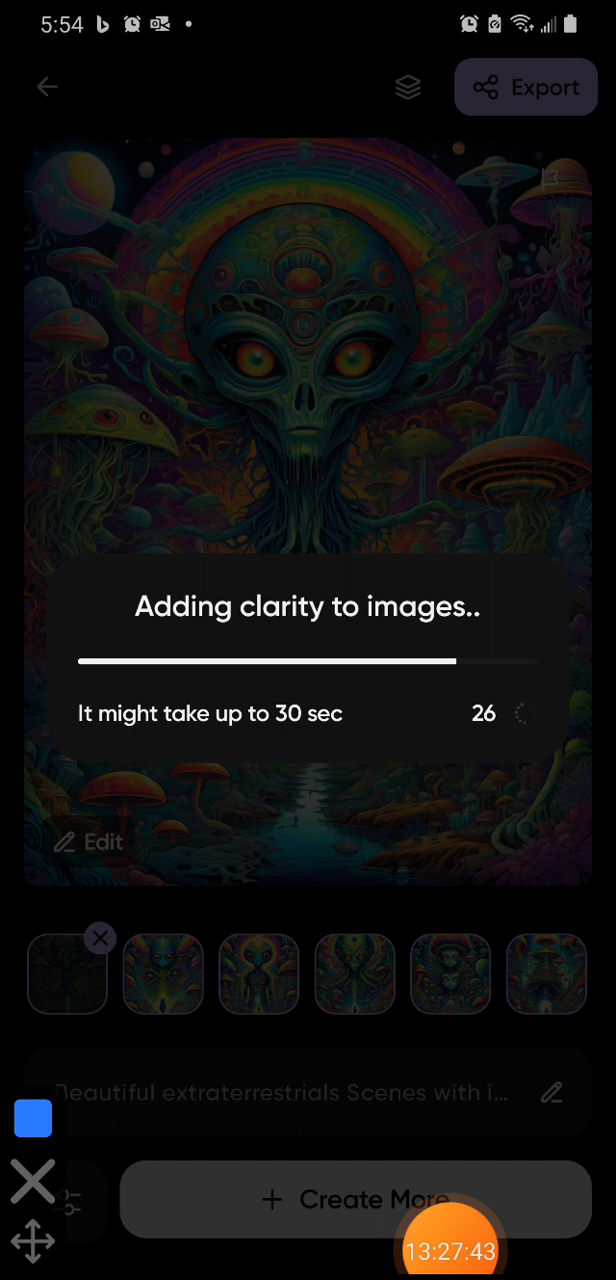 5:54
Export
Adding clarity to images..
It might take up to 30 sec
26
Edit
Beautiful extraterrestrials Scenes with i...
+ Create More
13:27:43